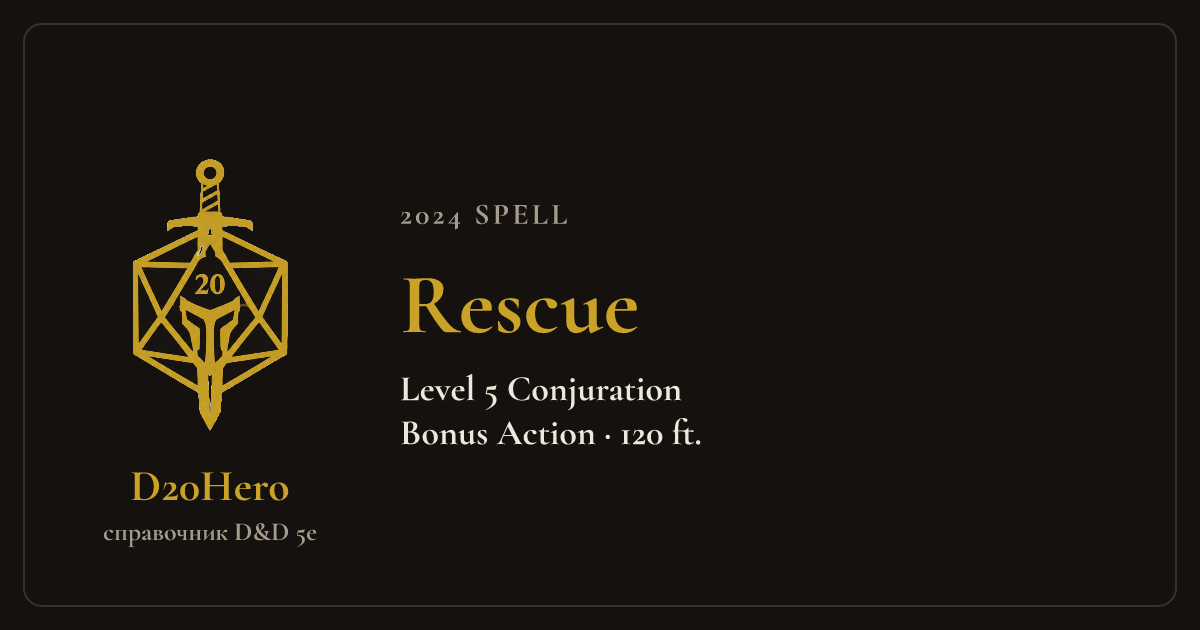 20
D20Hero
справочник D&D 5e
2024 SPELL
Rescue
Level 5 Conjuration
Bonus Action · 120 ft.